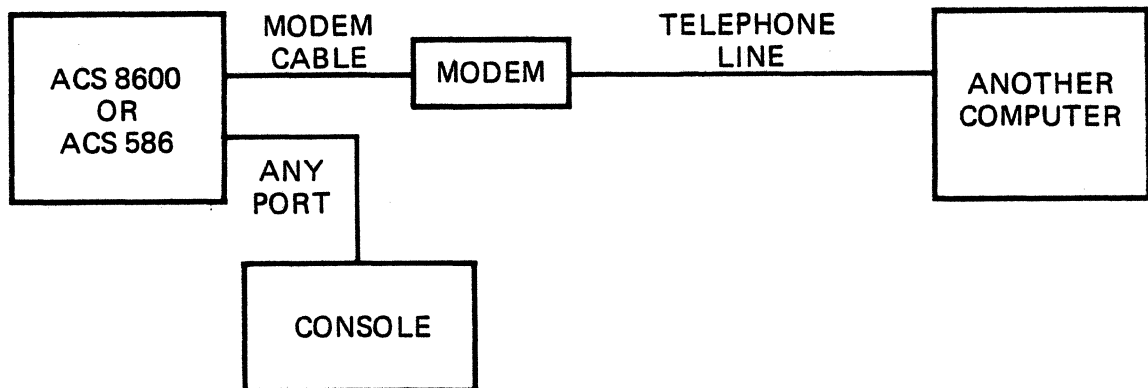 ACS 8600
OR
ACS 586
MODEM
CABLE
MODEM
TELEPHONE
LINE
ANOTHER
COMPUTER
ANY
PORT
CONSOLE